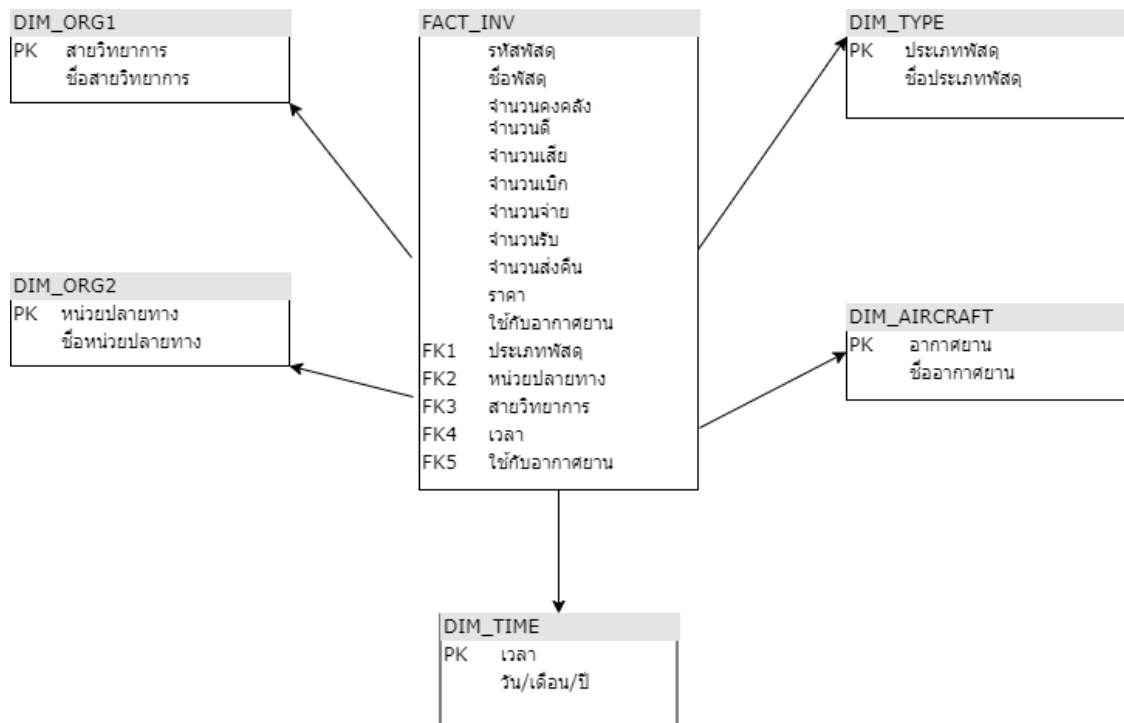 DIM_ORG1
PK สายวิทยาการ
ชื่อสายวิทยาการ
FACT_INV
รหัสพัสดุ
ชื่อพัสดุ
จำนวนคงคลัง
จำนวนดี
จำนวนเสีย
จำนวนเบิก
จำนวนจ่าย
จำนวนรับ
จำนวนส่งคืน
ราคา
ใช้กับอากาศยาน
FK1 ประเภทพัสดุ
FK2 หน่วยปลายทาง
FK3 สายวิทยาการ
FK4 เวลา
FK5 ใช้กับอากาศยาน
DIM_TYPE
PK ประเภทพัสดุ
ชื่อประเภทพัสดุ
DIM_ORG2
PK หน่วยปลายทาง
ชื่อหน่วยปลายทาง
DIM_AIRCRAFT
PK อากาศยาน
ชื่ออากาศยาน
DIM_TIME
PK เวลา
วัน/เดือน/ปี